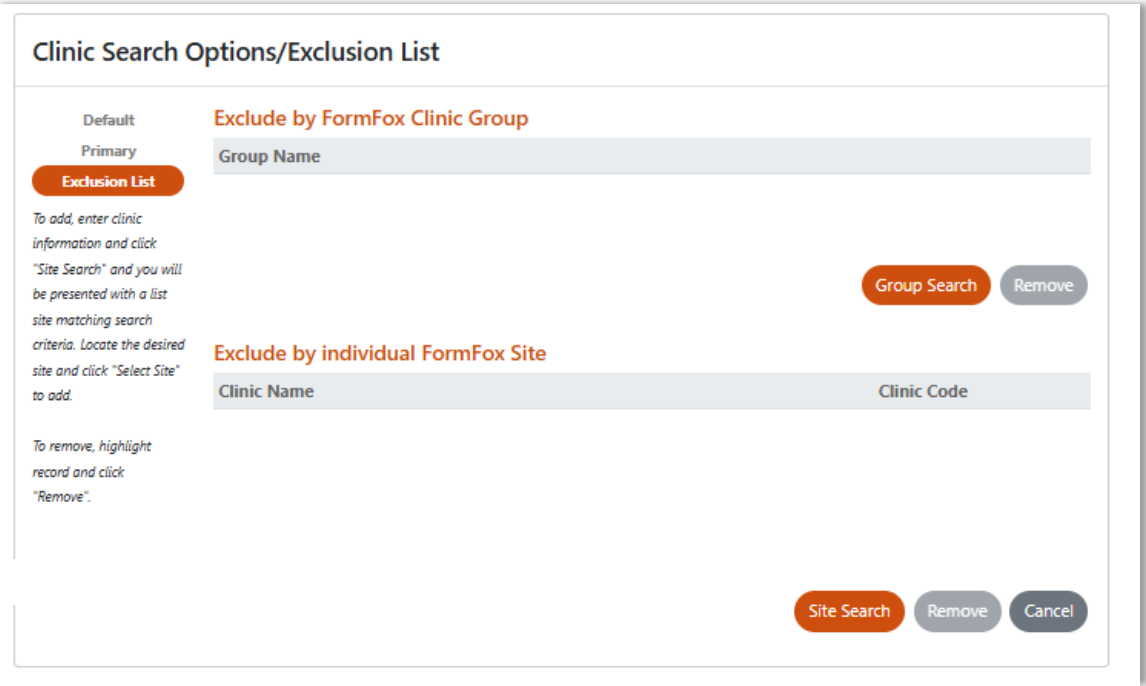 Clinic Search Options/Exclusion List
Default
Primary
Exclusion List
To add, enter clinic
information and click
"Site Search" and you will
be presented with a list
site matching search
criteria. Locate the desired
site and click "Select Site"
to add.
To remove, highlight
record and click
"Remove".
Exclude by FormFox Clinic Group
Group Name
Group Search Remove
Exclude by individual FormFox Site
Clinic Name Clinic Code
Site Search Remove Cancel